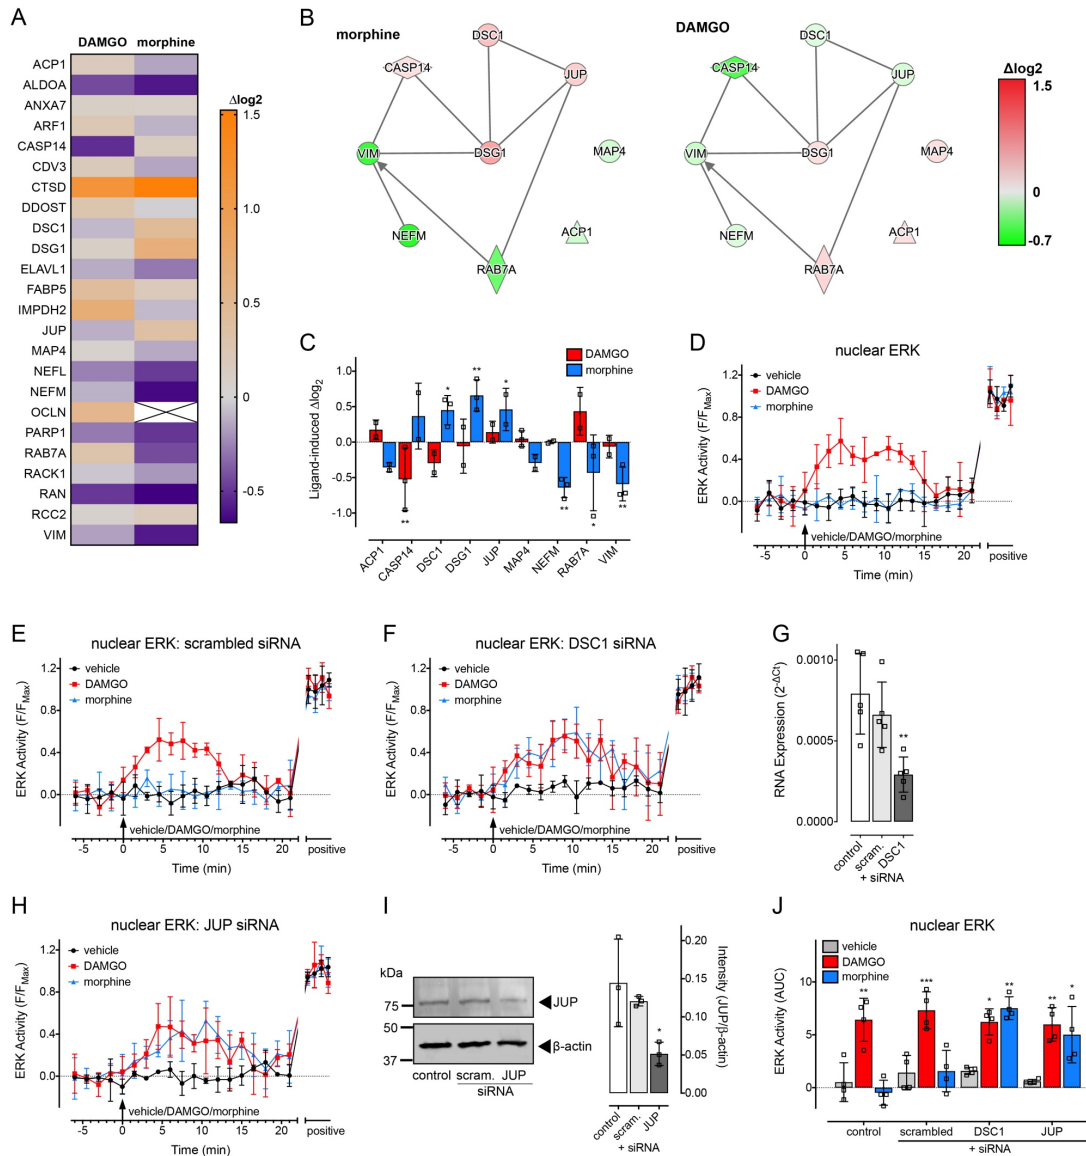 A
DAMGO morphine
ACP1
ALDOA
ANXA7
ARF1
CASP14
CDV3
CTSD
DDOST
DSC1
DSG1
ELAVL1
FABP5
IMPDH2
JUP
MAP4
NEFL
NEFM
OCLN
PARP1
RAB7A
RACK1
RAN
RCC2
VIM
Δlog2
1.5
1.0
0.5
0
-0.5
B
morphine
DSC1
CASP14
JUP
VIM
DSG1
MAP4
NEFM
ACP1
RAB7A
DAMGO
DSC1
CASP14
JUP
VIM
DSG1
MAP4
NEFM
ACP1
RAB7A
Δlog2
1.5
0
-0.7
C
DAMGO
morphine
Ligand-induced Δlog2
1.0
0.5
0.0
-0.5
-1.0
** * ** * ** * **
ACP1 CASP14 DSC1 DSG1 JUP MAP4 NEFM RAB7A VIM
D
nuclear ERK
vehicle
DAMGO
morphine
ERK Activity (F/FMax)
1.2
0.8
0.4
0.0
vehicle/DAMGO/morphine
-5 0 5 10 15 20 positive
Time (min)
E
nuclear ERK: scrambled siRNA
vehicle
DAMGO
morphine
ERK Activity (F/FMax)
1.2
0.8
0.4
0.0
vehicle/DAMGO/morphine
-5 0 5 10 15 20 positive
Time (min)
F
nuclear ERK: DSC1 siRNA
vehicle
DAMGO
morphine
ERK Activity (F/FMax)
1.2
0.8
0.4
0.0
vehicle/DAMGO/morphine
-5 0 5 10 15 20 positive
Time (min)
G
RNA Expression (2-ΔCt)
0.0010
0.0005
0.0000
**
control scram. DSC1
+ siRNA
H
nuclear ERK: JUP siRNA
vehicle
DAMGO
morphine
ERK Activity (F/FMax)
1.2
0.8
0.4
0.0
vehicle/DAMGO/morphine
-5 0 5 10 15 20 positive
Time (min)
I
kDa
75
50
37
JUP
β-actin
control scram. JUP
siRNA
Intensity (JUP/β-actin)
0.20
0.15
0.10
0.05
0.00
*
control scram. JUP
+ siRNA
J
nuclear ERK
vehicle
DAMGO
morphine
ERK Activity (AUC)
10
5
0
** *** * ** ** *
control scrambled DSC1 JUP
+ siRNA